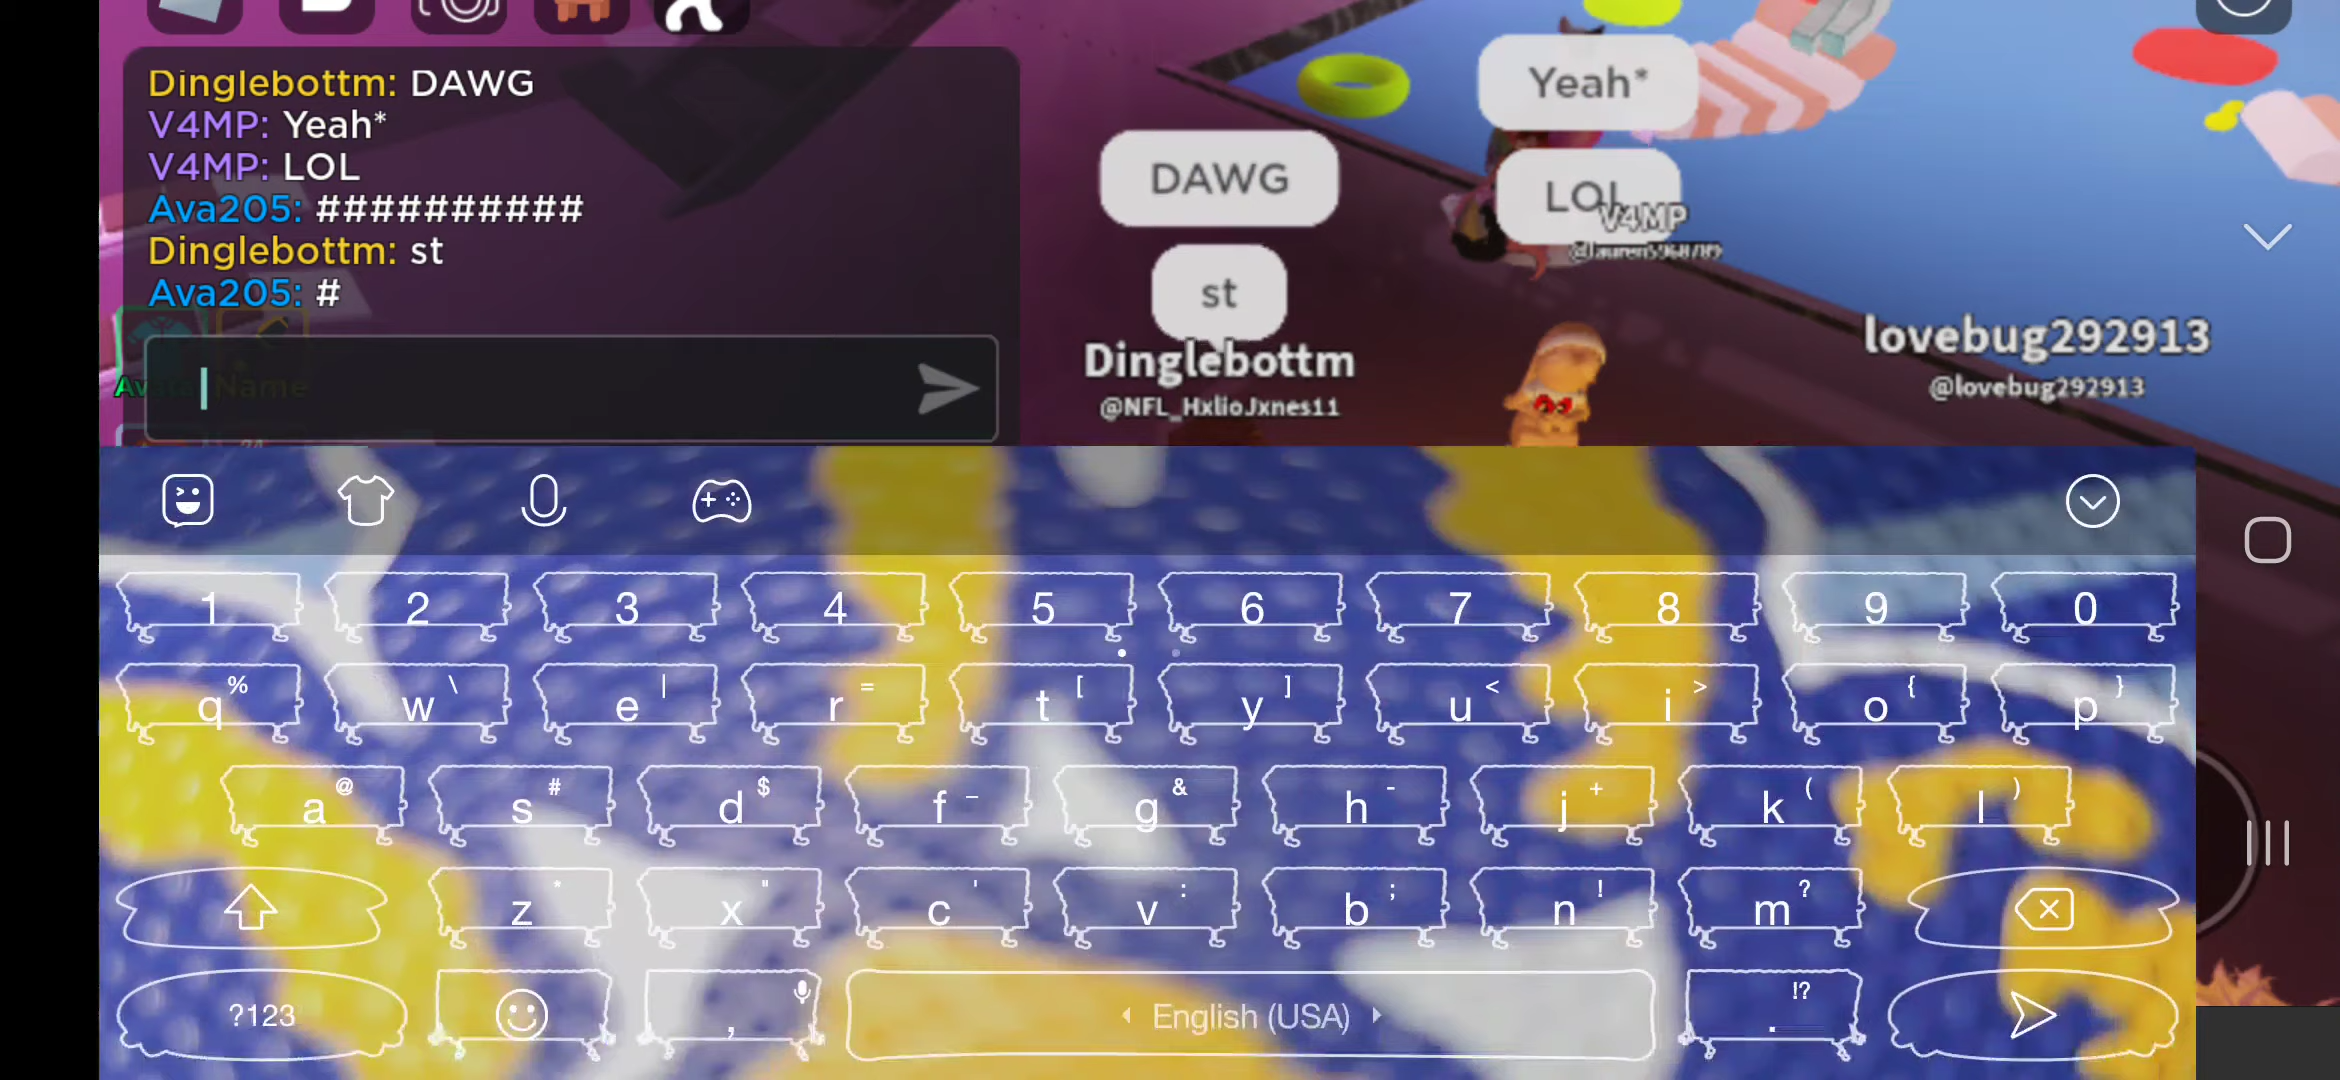 Dinglebottm: DAWG
V4MP: Yeah*
V4MP: LOL
Ava205: ##########
Dinglebottm: st
Ava205: #
Name
Yeah*
DAWG
LOL
V4MP
st
Dinglebottm
@NFL_HxlioJxnes11
lovebug292913
@lovebug292913
1 2 3 4 5 6 7 8 9 0
q % w \ e | r = t [ y ] u < i > o { p }
a @ s # d $ f _ g & h - j + k ( l )
z * x " c ' v : b ; n ! m ?
?123 , English (USA) . !?